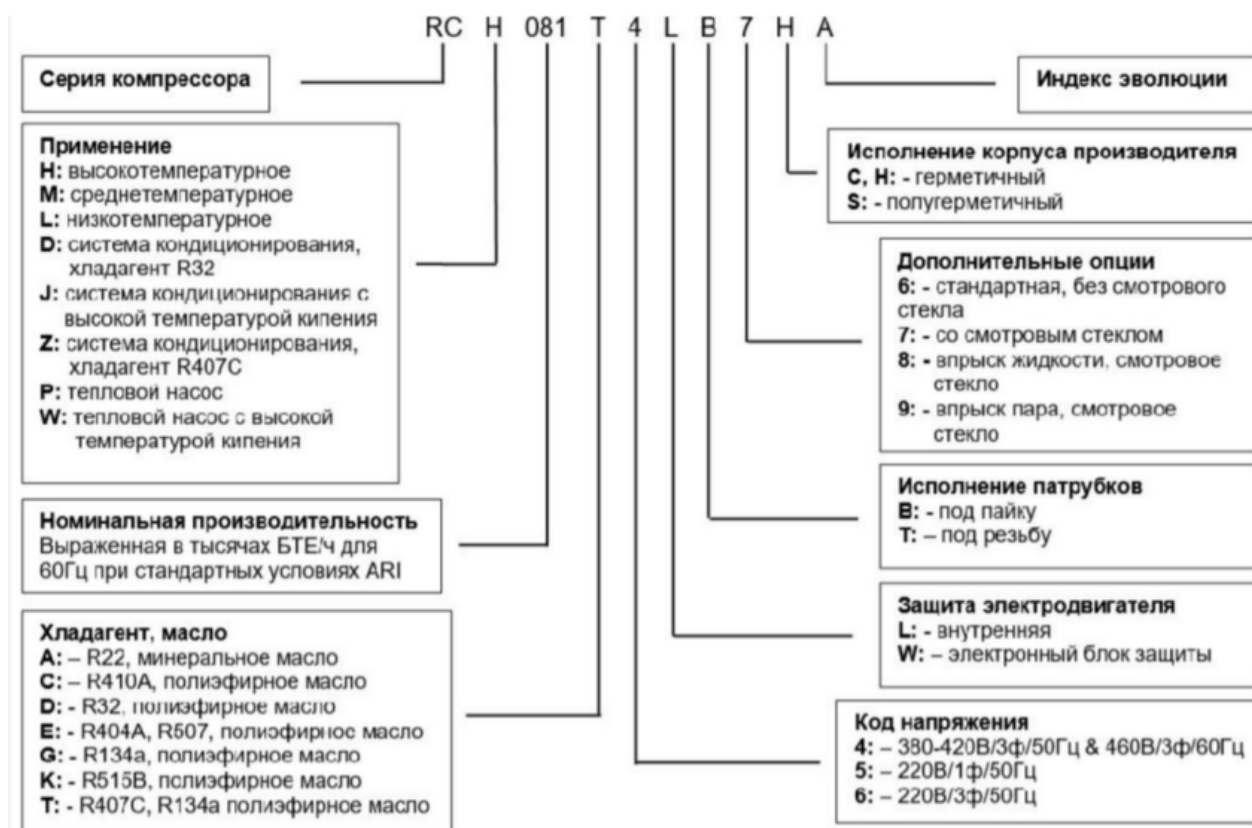 RC H 081 T 4 L B 7 H A
Серия компрессора
Применение
H: высокотемпературное
M: среднетемпературное
L: низкотемпературное
D: система кондиционирования,
хладагент R32
J: система кондиционирования с
высокой температурой кипения
Z: система кондиционирования,
хладагент R407C
P: тепловой насос
W: тепловой насос с высокой
температурой кипения
Номинальная производительность
Выраженная в тысячах БТЕ/ч для
60Гц при стандартных условиях ARI
Хладагент, масло
A: – R22, минеральное масло
C: – R410A, полиэфирное масло
D: - R32, полиэфирное масло
E: - R404A, R507, полиэфирное масло
G: - R134a, полиэфирное масло
K: - R515B, полиэфирное масло
T: - R407C, R134a полиэфирное масло
Индекс эволюции
Исполнение корпуса производителя
C, H: - герметичный
S: - полугерметичный
Дополнительные опции
6: - стандартная, без смотрового
стекла
7: - со смотровым стеклом
8: - впрыск жидкости, смотровое
стекло
9: - впрыск пара, смотровое
стекло
Исполнение патрубков
B: - под пайку
T: – под резьбу
Защита электродвигателя
L: - внутренняя
W: – электронный блок защиты
Код напряжения
4: – 380-420В/3ф/50Гц & 460В/3ф/60Гц
5: – 220В/1ф/50Гц
6: – 220В/3ф/50Гц